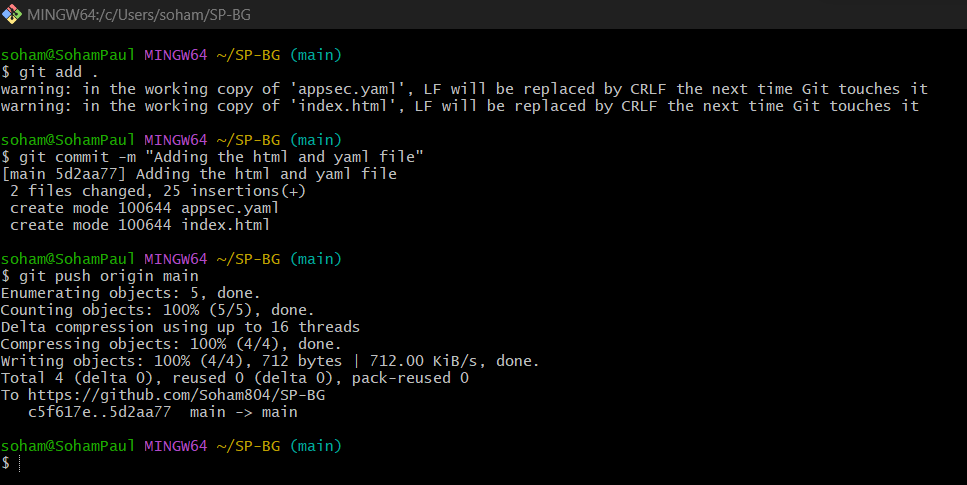 MINGW64:/c/Users/soham/SP-BG
soham@SohamPaul MINGW64 ~/SP-BG (main)
$ git add .
warning: in the working copy of 'appsec.yaml', LF will be replaced by CRLF the next time Git touches it
warning: in the working copy of 'index.html', LF will be replaced by CRLF the next time Git touches it
soham@SohamPaul MINGW64 ~/SP-BG (main)
$ git commit -m "Adding the html and yaml file"
[main 5d2aa77] Adding the html and yaml file
 2 files changed, 25 insertions(+)
 create mode 100644 appsec.yaml
 create mode 100644 index.html
soham@SohamPaul MINGW64 ~/SP-BG (main)
$ git push origin main
Enumerating objects: 5, done.
Counting objects: 100% (5/5), done.
Delta compression using up to 16 threads
Compressing objects: 100% (4/4), done.
Writing objects: 100% (4/4), 712 bytes | 712.00 KiB/s, done.
Total 4 (delta 0), reused 0 (delta 0), pack-reused 0
To https://github.com/Soham804/SP-BG
   c5f617e..5d2aa77  main -> main
soham@SohamPaul MINGW64 ~/SP-BG (main)
$